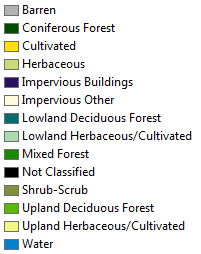 Barren
Coniferous Forest
Cultivated
Herbaceous
Impervious Buildings
Impervious Other
Lowland Deciduous Forest
Lowland Herbaceous/Cultivated
Mixed Forest
Not Classified
Shrub-Scrub
Upland Deciduous Forest
Upland Herbaceous/Cultivated
Water